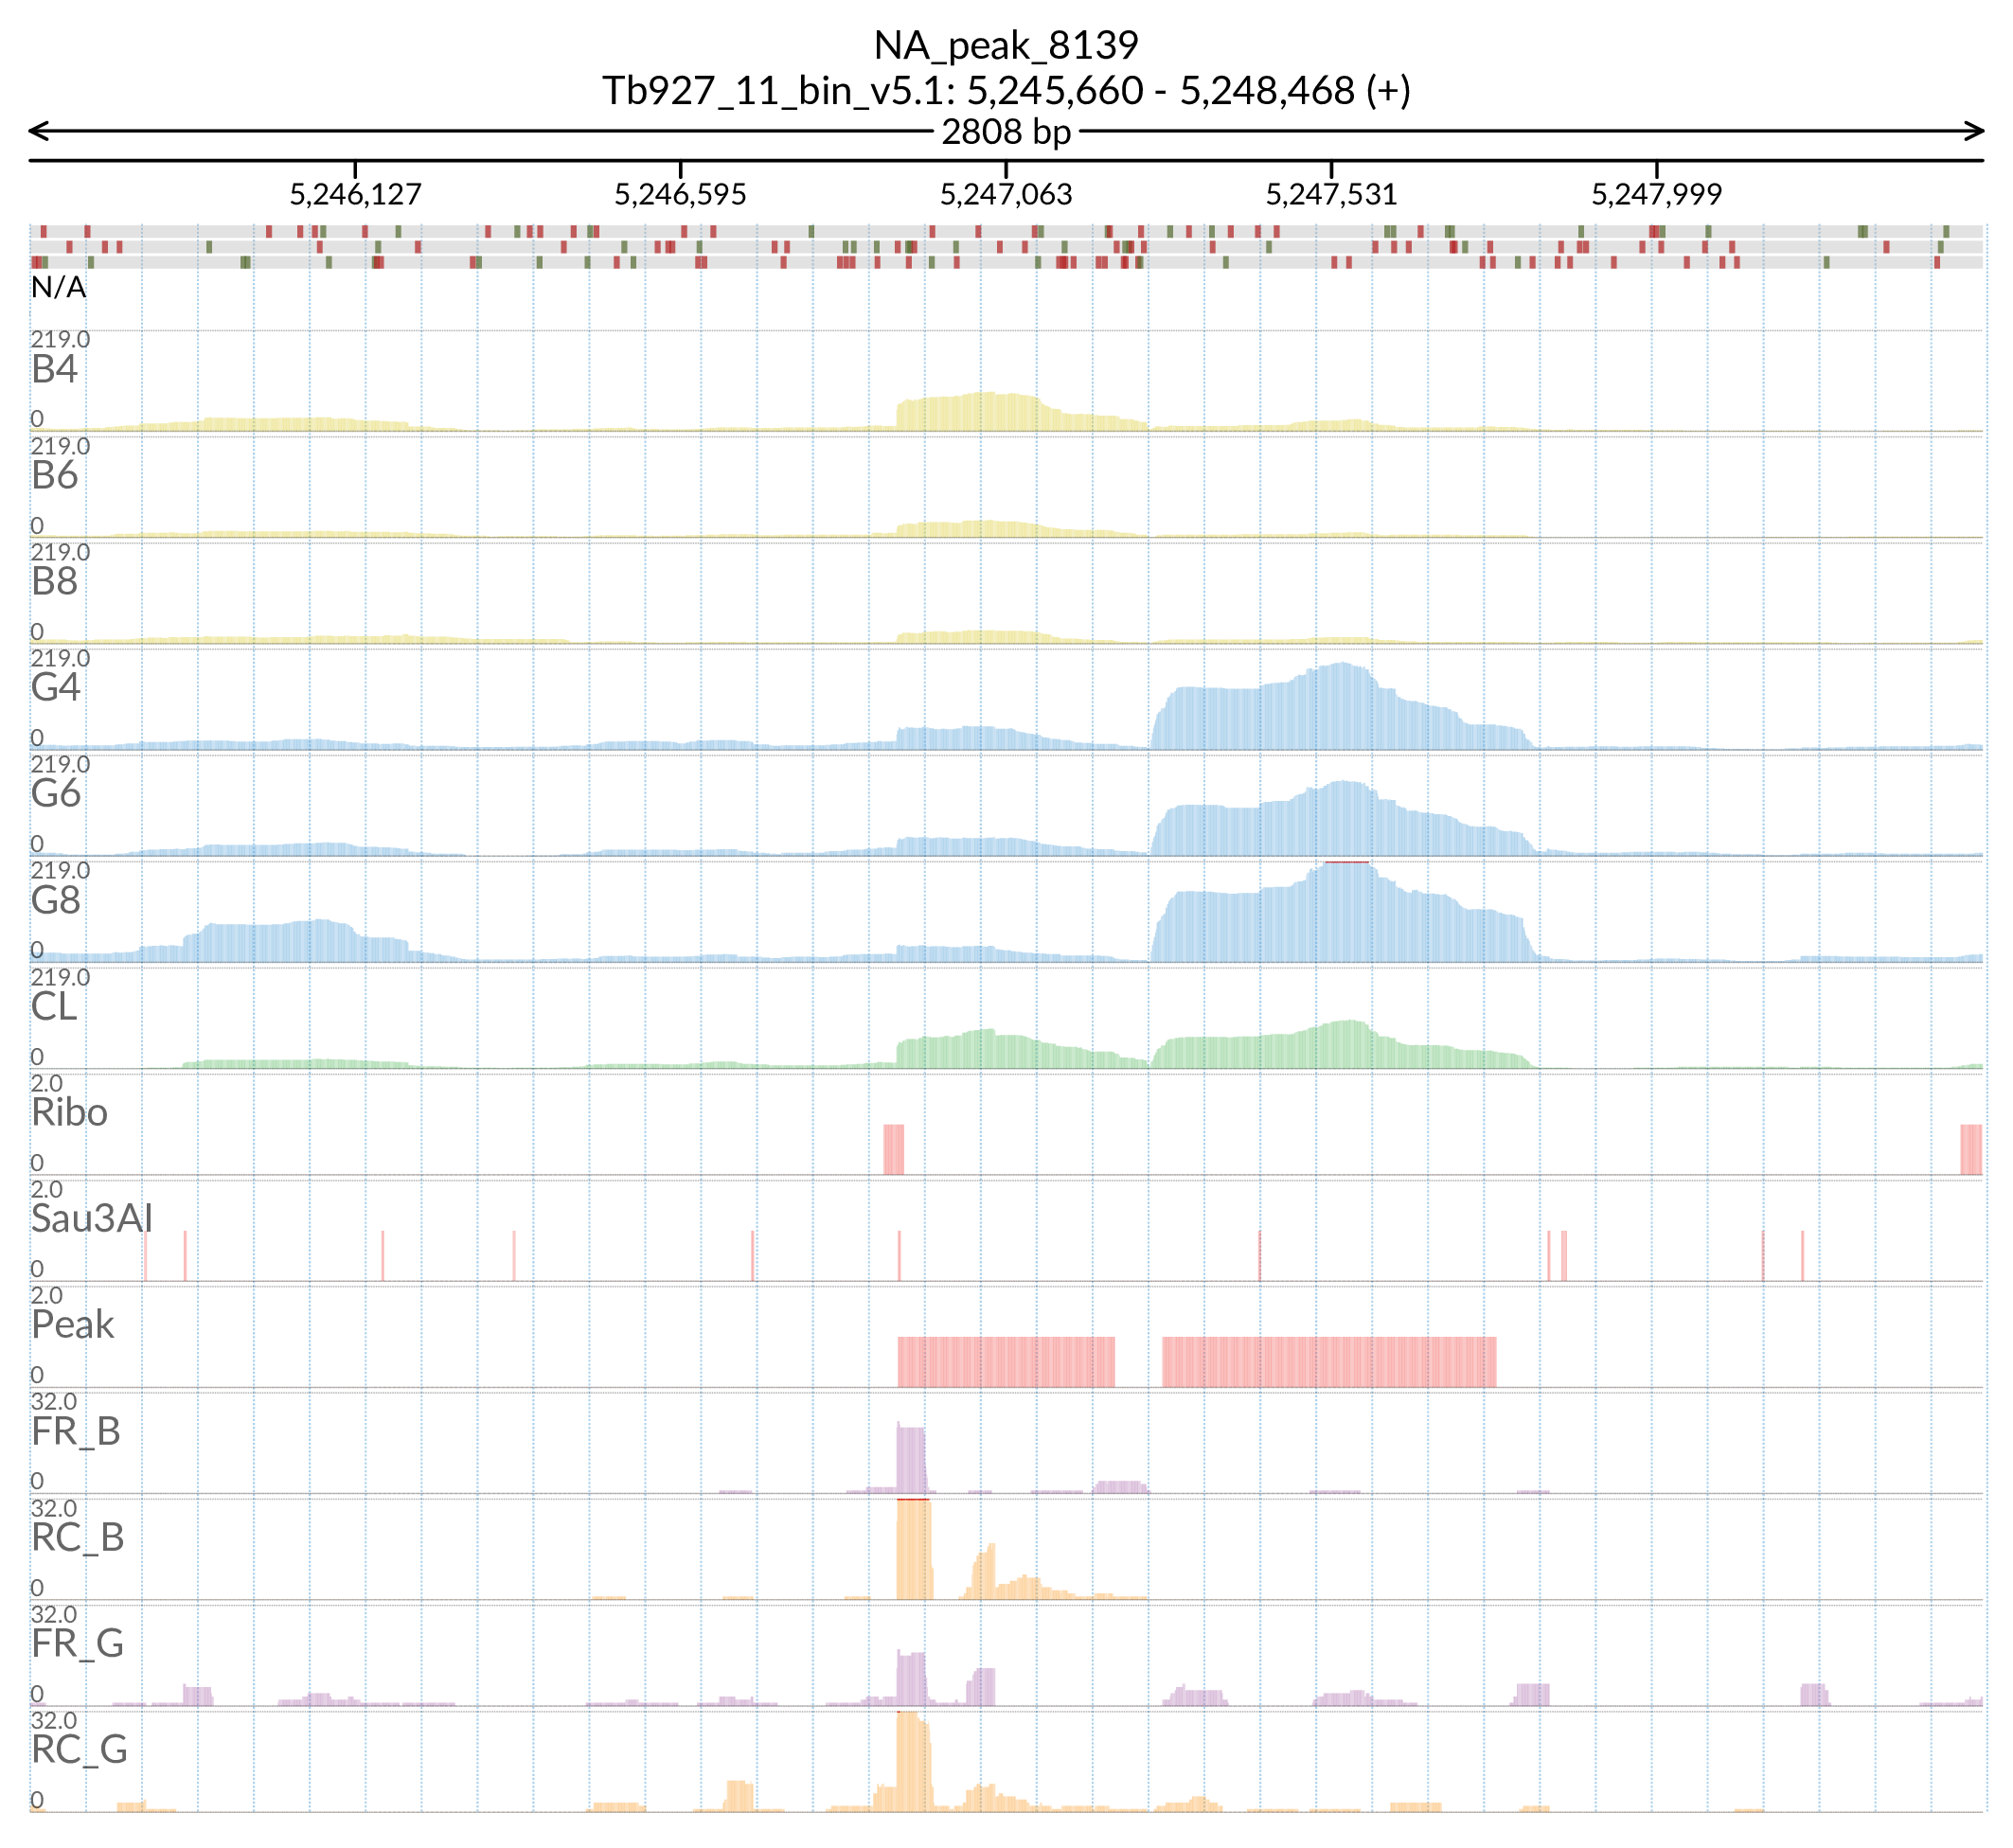 NA_peak_8139
Tb927_11_bin_v5.1: 5,245,660 - 5,248,468 (+)
2808 bp
5,246,127 5,246,595 5,247,063 5,247,531 5,247,999
N/A
219.0
B4
0
219.0
B6
0
219.0
B8
0
219.0
G4
0
219.0
G6
0
219.0
G8
0
219.0
CL
0
2.0
Ribo
0
2.0
Sau3AI
0
2.0
Peak
0
32.0
FR_B
0
32.0
RC_B
0
32.0
FR_G
0
32.0
RC_G
0